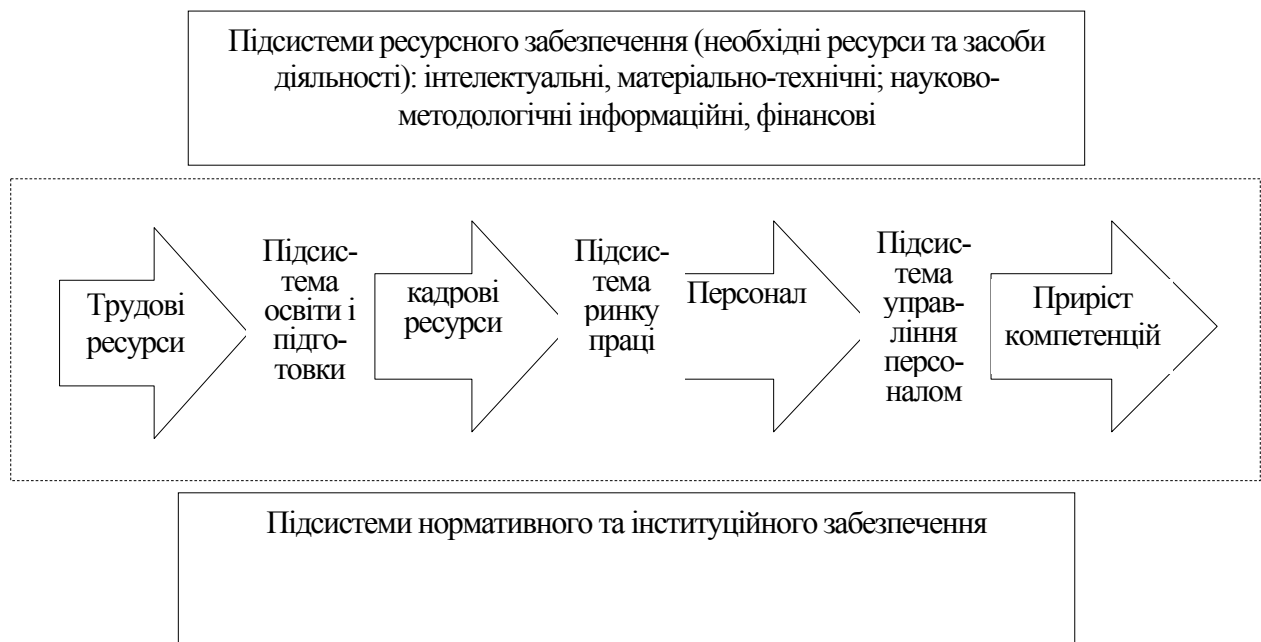 Підсистеми ресурсного забезпечення (необхідні ресурси та засоби
діяльності): інтелектуальні, матеріально-технічні; науково-
методологічні інформаційні, фінансові
Трудові
ресурси
Підсис-
тема
освіти і
підго-
товки
кадрові
ресурси
Підсис-
тема
ринку
праці
Персонал
Підсис-
тема
управ-
ління
персо-
налом
Приріст
компетенцій
Підсистеми нормативного та інституційного забезпечення